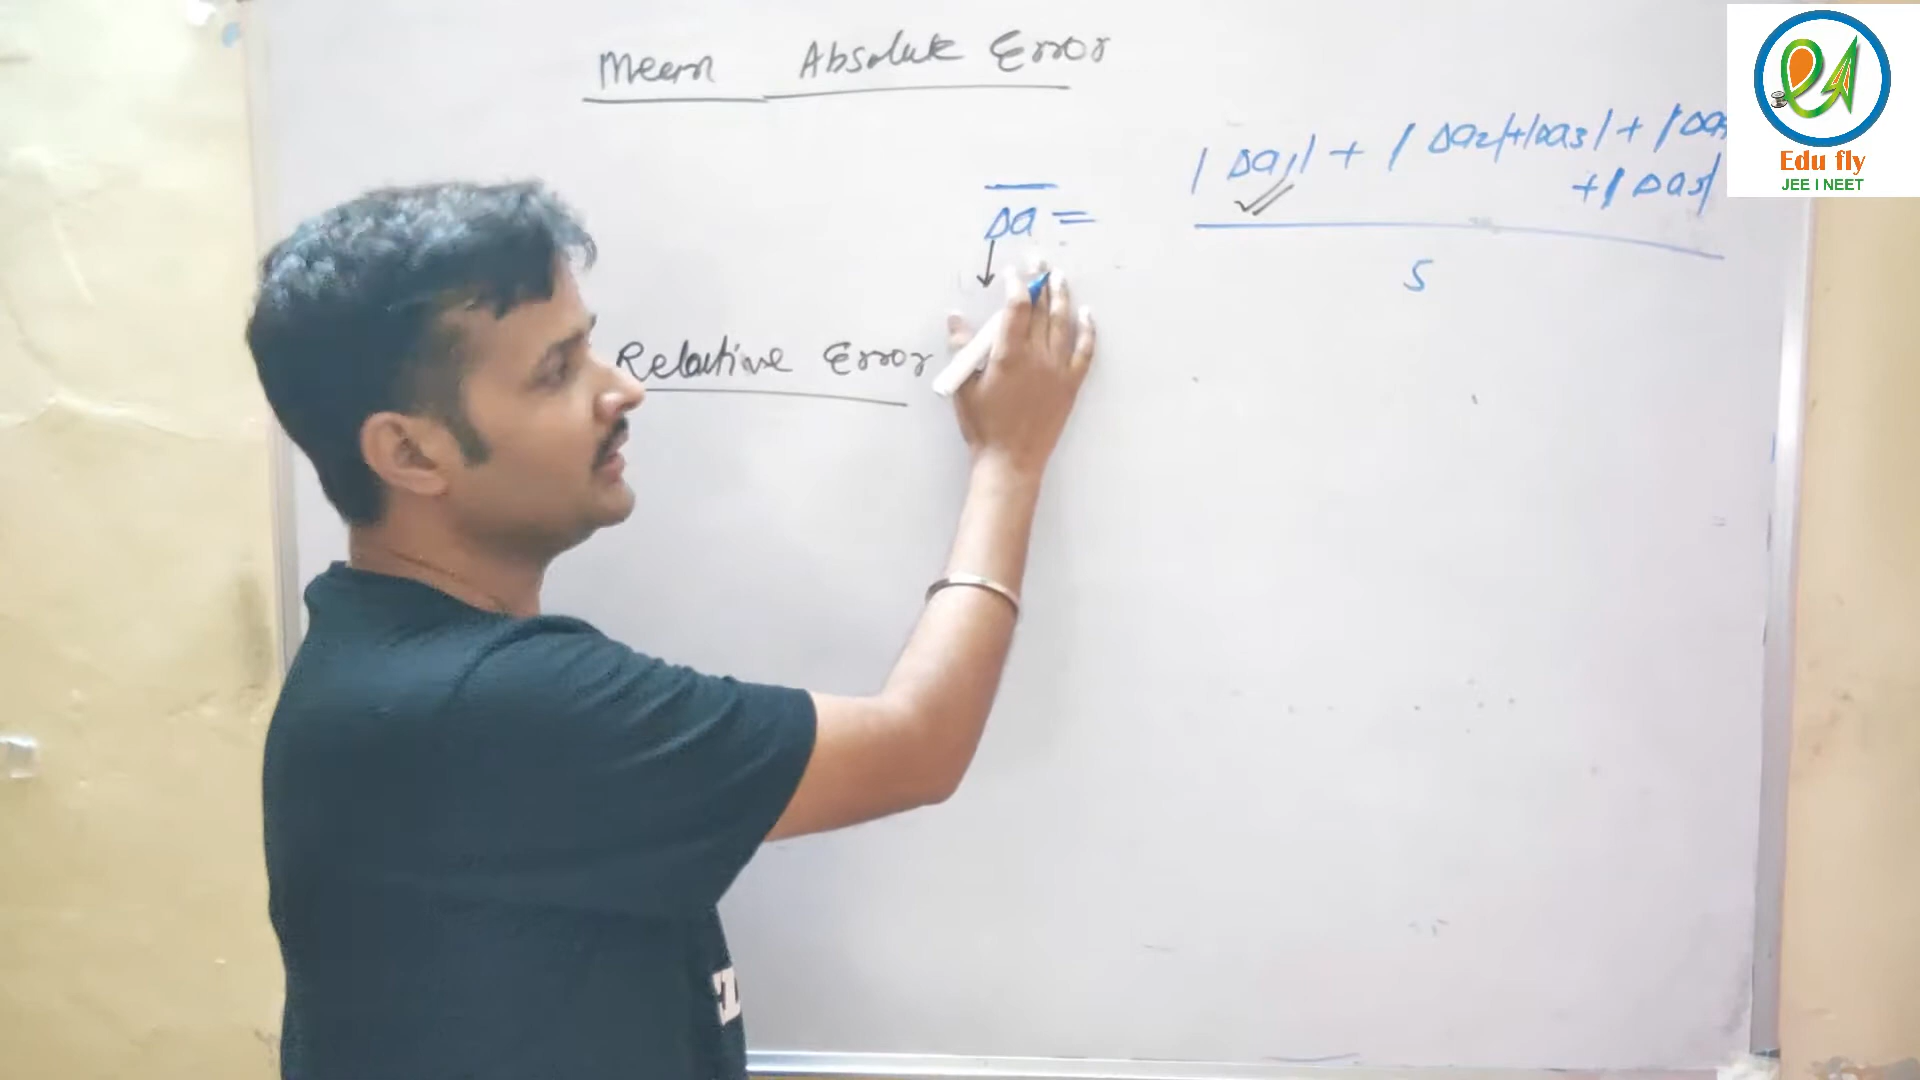 Mean Absolute Error
|Δa1| + |Δa2|+|Δa3| + |Δa
+|Δa5|
Δa =
5
Relative Error
Edu fly
JEE I NEET